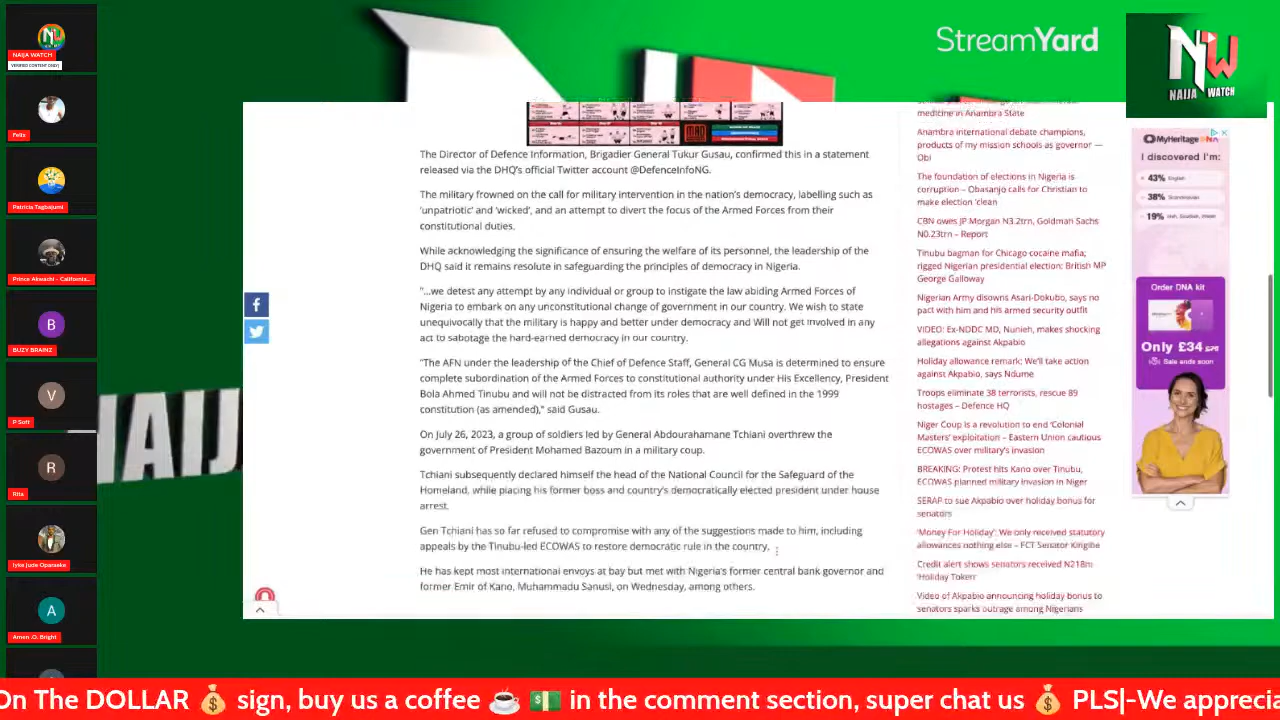 StreamYard
NW
NAIJA WATCH
NAIJA WATCH
VERIFIED CONTENT ONLY)
Felix
Patricia Tagbajumi
Prince Akwachi - California...
B
BUZY BRAINZ
V
P Soft
R
Rita
Iyke Jude Opanieke
A
Amen .O. Bright
NAIJ
The Director of Defence Information, Brigadier General Tukur Gusau, confirmed this in a statement
released via the DHQ's official Twitter account @DefenceInfoNG.
The military frowned on the call for military intervention in the nation's democracy, labelling such as
'unpatriotic' and 'wicked', and an attempt to divert the focus of the Armed Forces from their
constitutional duties.
While acknowledging the significance of ensuring the welfare of its personnel, the leadership of the
DHQ said it remains resolute in safeguarding the principles of democracy in Nigeria.
"...we detest any attempt by any individual or group to instigate the law abiding Armed Forces of
Nigeria to embark on any unconstitutional change of government in our country. We wish to state
unequivocally that the military is happy and better under democracy and Will not get involved in any
act to sabotage the hard-earned democracy in our country.
"The AFN under the leadership of the Chief of Defence Staff, General CG Musa is determined to ensure
complete subordination of the Armed Forces to constitutional authority under His Excellency, President
Bola Ahmed Tinubu and will not be distracted from its roles that are well defined in the 1999
constitution (as amended)," said Gusau.
On July 26, 2023, a group of soldiers led by General Abdourahamane Tchiani overthrew the
government of President Mohamed Bazoum in a military coup.
Tchiani subsequently declared himself the head of the National Council for the Safeguard of the
Homeland, while placing his former boss and country's democratically elected president under house
arrest.
Gen Tchiani has so far refused to compromise with any of the suggestions made to him, including
appeals by the Tinubu-led ECOWAS to restore democratic rule in the country,
He has kept most international envoys at bay but met with Nigeria's former central bank governor and
former Emir of Kano, Muhammadu Sanusi, on Wednesday, among others.
medicine in Anambra State
Anambra international debate champions,
products of my mission schools as governor —
Obi
The foundation of elections in Nigeria is
corruption – Obasanjo calls for Christian to
make election 'clean
CBN owes JP Morgan N3.2trn, Goldman Sachs
N0.23trn – Report
Tinubu bagman for Chicago cocaine mafia;
rigged Nigerian presidential election: British MP
George Galloway
Nigerian Army disowns Asari-Dokubo, says no
pact with him and his armed security outfit
VIDEO: Ex-NDDC MD, Nunieh, makes shocking
allegations against Akpabio
Holiday allowance remark: We'll take action
against Akpabio, says Ndume
Troops eliminate 38 terrorists, rescue 89
hostages – Defence HQ
Niger Coup is a revolution to end 'Colonial
Masters' exploitation – Eastern Union cautious
ECOWAS over military's invasion
BREAKING: Protest hits Kano over Tinubu,
ECOWAS planned military invasion in Niger
SERAP to sue Akpabio over holiday bonus for
senators
'Money For Holiday': We only received statutory
allowances nothing else – FCT Senator Kingibe
Credit alert shows senators received N218m
'Holiday Token'
Video of Akpabio announcing holiday bonus to
senators sparks outrage among Nigerians
MyHeritage DNA
I discovered I'm:
43% English
38% Scandinavian
19%
Order DNA kit
Only £34
Sale ends soon
On The DOLLAR 💰 sign, buy us a coffee ☕ 💵 in the comment section, super chat us 💰 PLS|-We apprecia